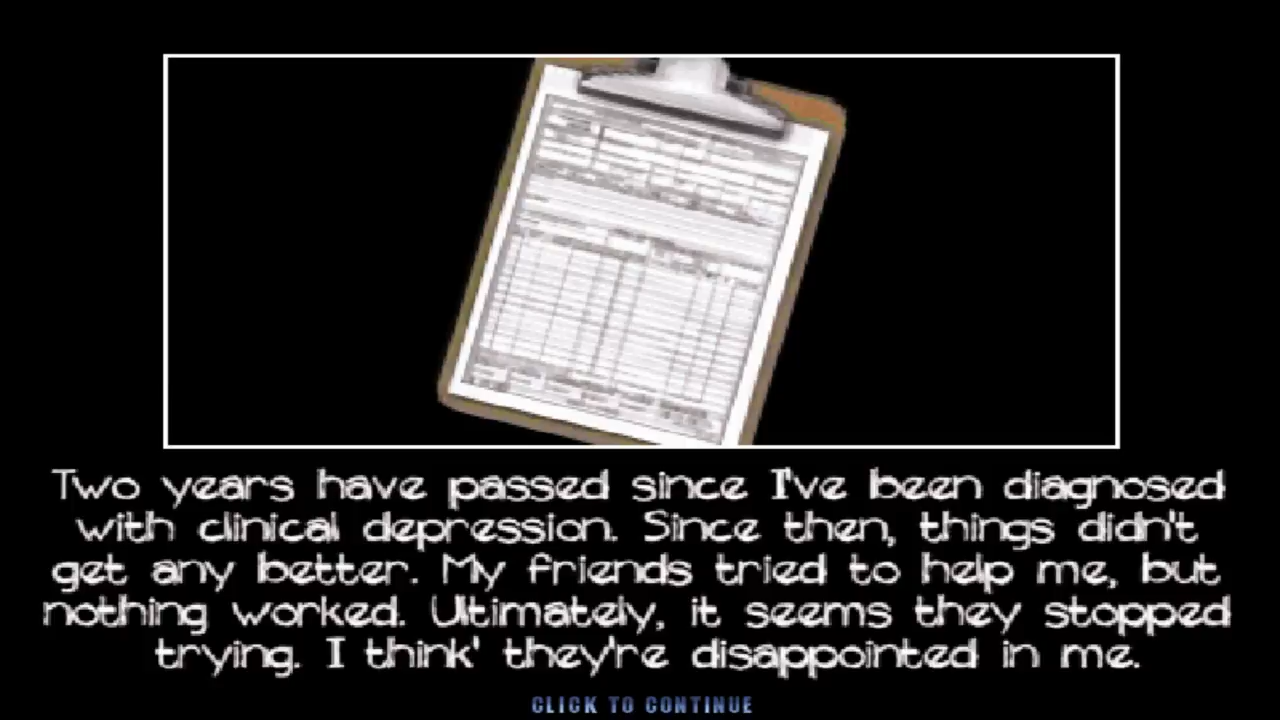 Two years have passed since I've been diagnosed
with clinical depression. Since then, things didn't
get any better. My friends tried to help me, but
nothing worked. Ultimately, it seems they stopped
trying. I think' they're disappointed in me.
CLICK TO CONTINUE